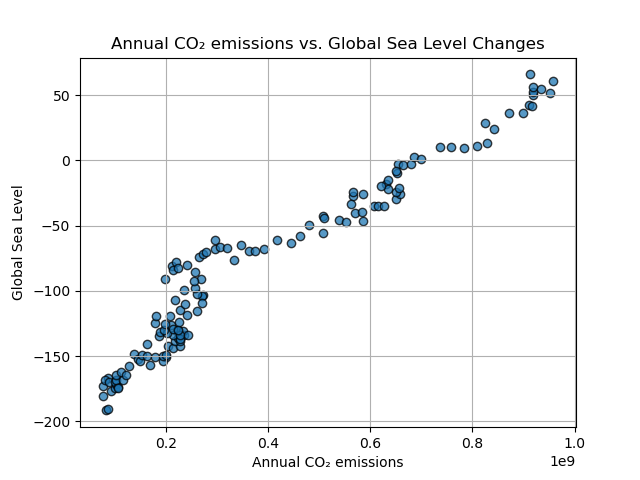 Annual CO₂ emissions vs. Global Sea Level Changes
Global Sea Level
50
0
−50
−100
−150
−200
0.2 0.4 0.6 0.8 1.0
1e9
Annual CO₂ emissions